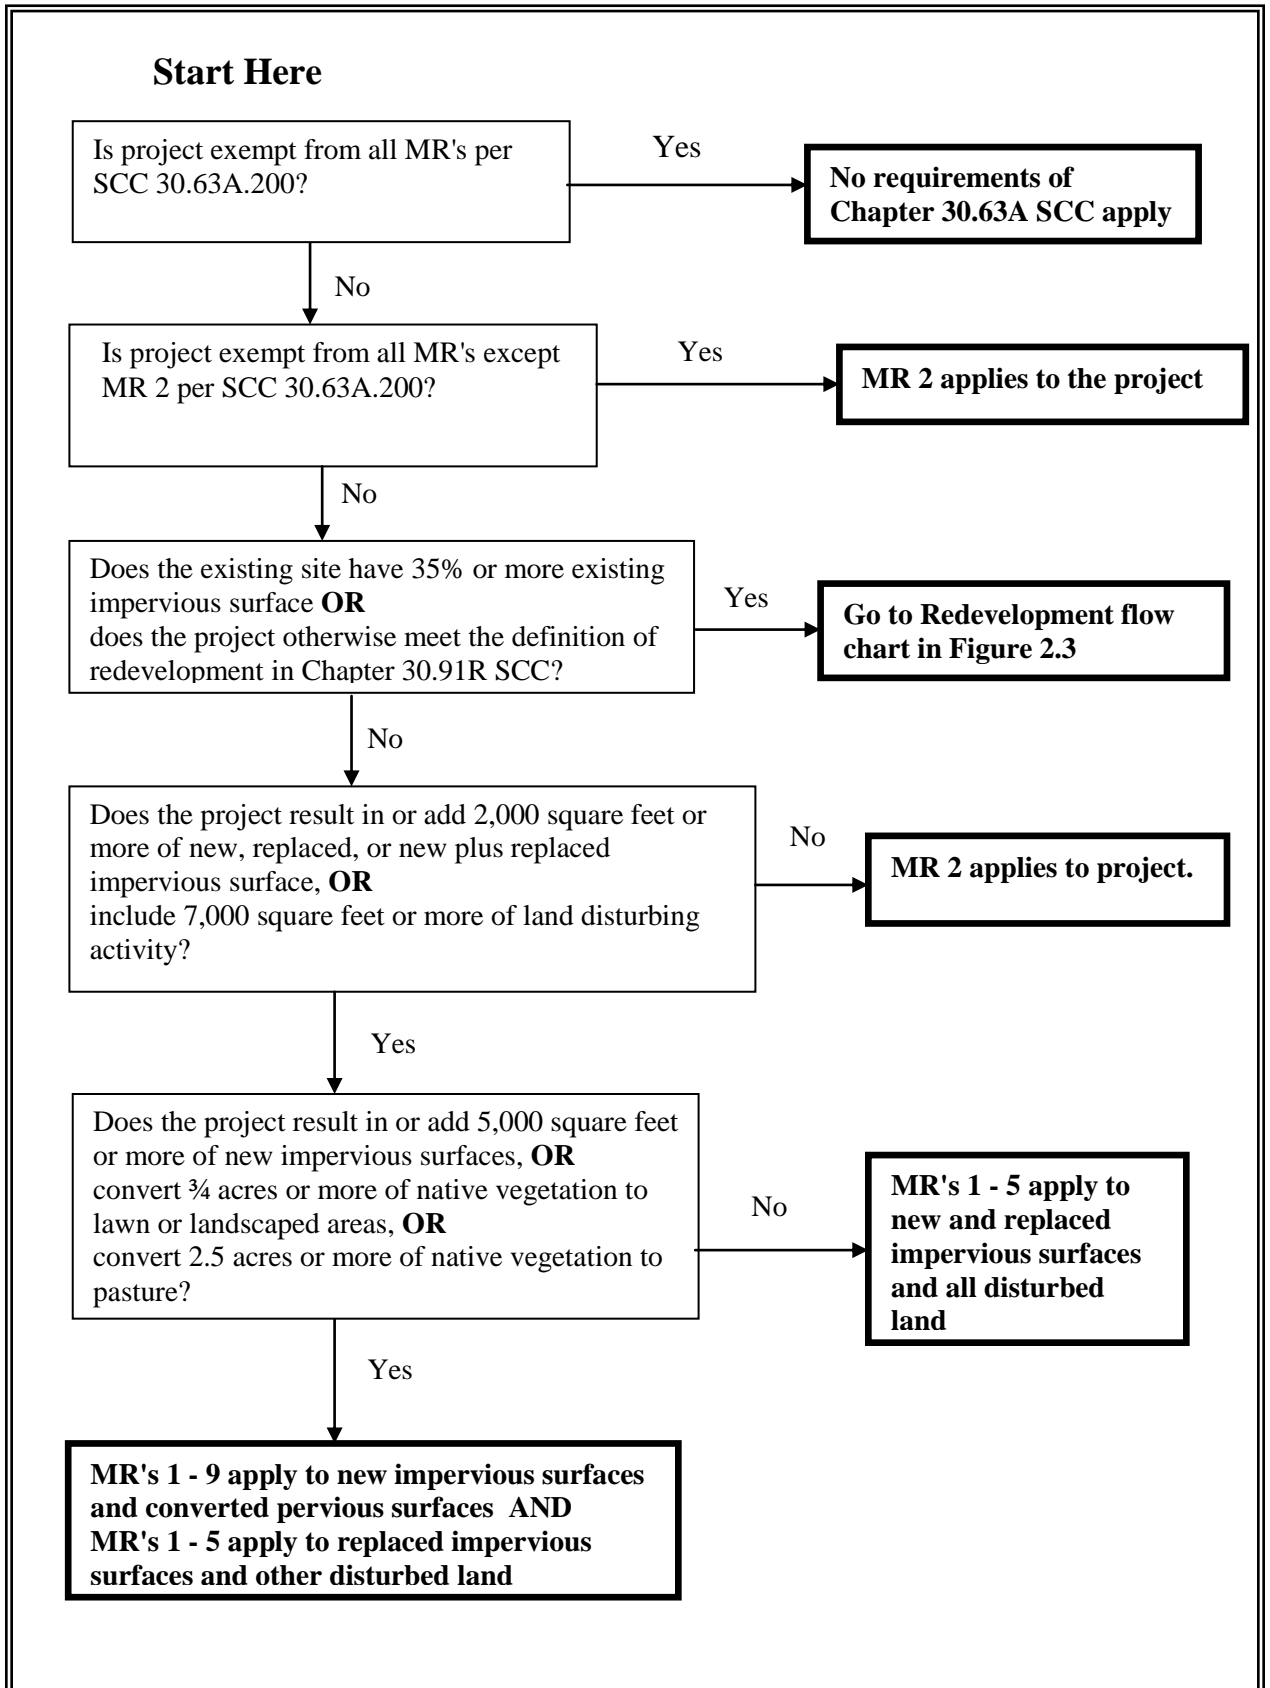 Start Here
Is project exempt from all MR's per
SCC 30.63A.200?
Yes
No requirements of
Chapter 30.63A SCC apply
No
Is project exempt from all MR's except
MR 2 per SCC 30.63A.200?
Yes
MR 2 applies to the project
No
Does the existing site have 35% or more existing
impervious surface OR
does the project otherwise meet the definition of
redevelopment in Chapter 30.91R SCC?
Yes
Go to Redevelopment flow
chart in Figure 2.3
No
Does the project result in or add 2,000 square feet or
more of new, replaced, or new plus replaced
impervious surface, OR
include 7,000 square feet or more of land disturbing
activity?
No
MR 2 applies to project.
Yes
Does the project result in or add 5,000 square feet
or more of new impervious surfaces, OR
convert ¾ acres or more of native vegetation to
lawn or landscaped areas, OR
convert 2.5 acres or more of native vegetation to
pasture?
No
MR's 1 - 5 apply to
new and replaced
impervious surfaces
and all disturbed
land
Yes
MR's 1 - 9 apply to new impervious surfaces
and converted pervious surfaces AND
MR's 1 - 5 apply to replaced impervious
surfaces and other disturbed land